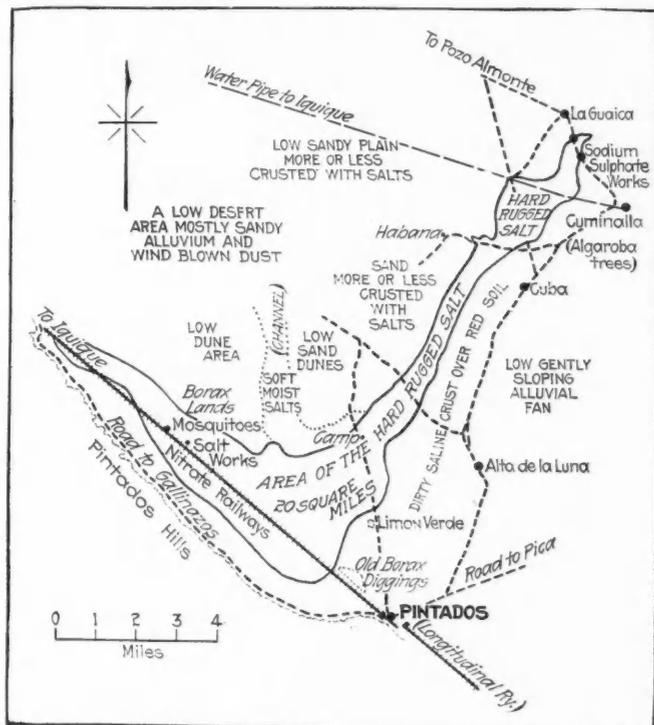 To Pozo Almonte
La Guaica
Water Pipe to Iquique
Sodium
Sulphate
Works
LOW SANDY PLAIN
MORE OR LESS
CRUSTED WITH SALTS
HARD
RUGGED
SALT
Cuminalla
A LOW DESERT
AREA MOSTLY SANDY
ALLUVIUM AND
WIND BLOWN DUST
Habana
(Algaroba
trees)
SAND
MORE OR LESS
CRUSTED
WITH
SALTS
Cuba
To Iquique
LOW
DUNE
AREA
(CHANNEL)
LOW
SAND
DUNES
LOW GENTLY
SLOPING
ALLUVIAL
FAN
SOFT
MOIST
SALTS
Borax
Lands
Mosquitoes
Salt
Works
Camp
AREA OF THE HARD RUGGED SALT
20 SQUARE
MILES
DIRTY SALINE CRUST OVER RED SOIL
Alta de la Luna
Nitrate Railways
Road to Gallinazos
Pintados Hills
Limon Verde
Old Borax
Diggings
Road to Pica
PINTADOS
(Longitudinal Ry.)
0 1 2 3 4
Miles